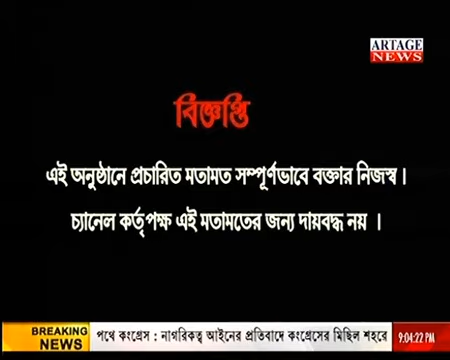 ARTAGE
NEWS
বিজ্ঞপ্তি
এই অনুষ্ঠানে প্রচারিত মতামত সম্পূর্ণভাবে বক্তার নিজস্ব।
চ্যানেল কর্তৃপক্ষ এই মতামতের জন্য দায়বদ্ধ নয় ।
BREAKING
NEWS
পথে কংগ্রেস : নাগরিকত্ব আইনের প্রতিবাদে কংগ্রেসের মিছিল শহরে
9:04:22 PM